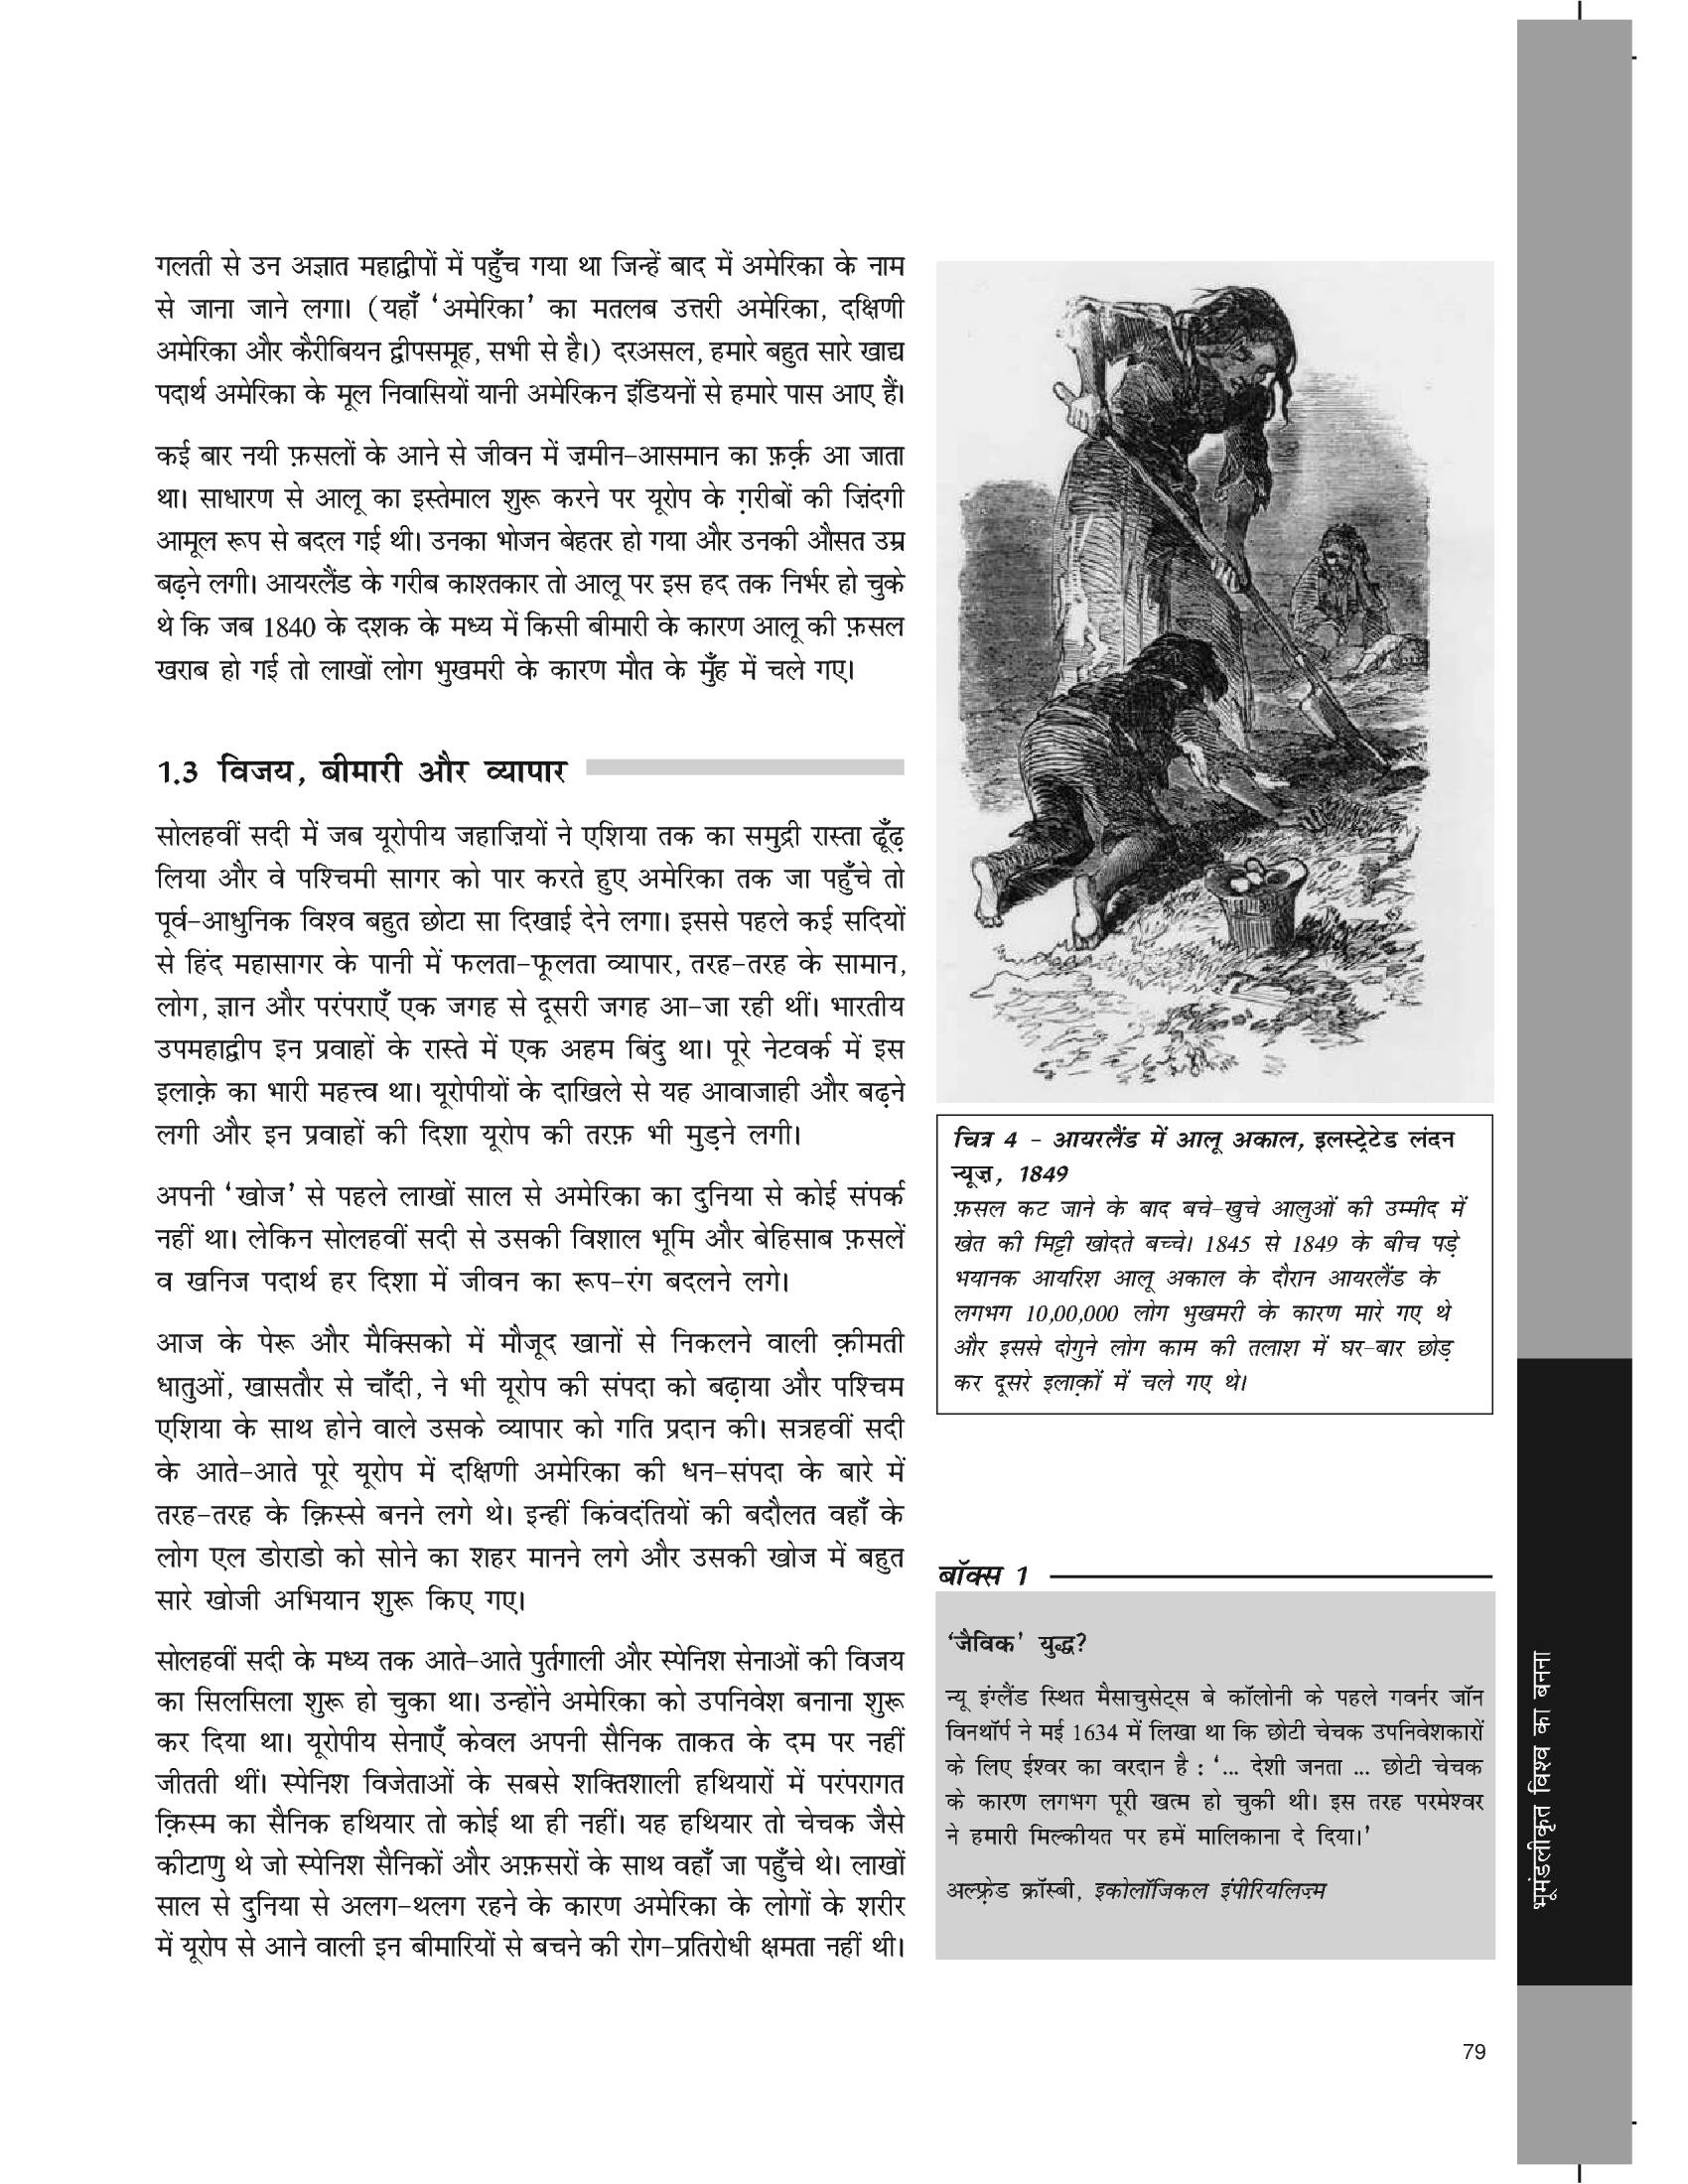 गलती से उन अज्ञात महाद्वीपों में पहुँच गया था जिन्हें बाद में अमेरिका के नाम
से जाना जाने लगा। (यहाँ ‘अमेरिका’ का मतलब उत्तरी अमेरिका, दक्षिणी
अमेरिका और कैरीबियन द्वीपसमूह, सभी से है।) दरअसल, हमारे बहुत सारे खाद्य
पदार्थ अमेरिका के मूल निवासियों यानी अमेरिकन इंडियनों से हमारे पास आए हैं।
कई बार नयी फ़सलों के आने से जीवन में ज़मीन-आसमान का फ़र्क़ आ जाता
था। साधारण से आलू का इस्तेमाल शुरू करने पर यूरोप के ग़रीबों की ज़िंदगी
आमूल रूप से बदल गई थी। उनका भोजन बेहतर हो गया और उनकी औसत उम्र
बढ़ने लगी। आयरलैंड के गरीब काश्तकार तो आलू पर इस हद तक निर्भर हो चुके
थे कि जब 1840 के दशक के मध्य में किसी बीमारी के कारण आलू की फ़सल
खराब हो गई तो लाखों लोग भुखमरी के कारण मौत के मुँह में चले गए।
1.3 विजय, बीमारी और व्यापार
सोलहवीं सदी में जब यूरोपीय जहाज़ियों ने एशिया तक का समुद्री रास्ता ढूँढ़
लिया और वे पश्चिमी सागर को पार करते हुए अमेरिका तक जा पहुँचे तो
पूर्व-आधुनिक विश्व बहुत छोटा सा दिखाई देने लगा। इससे पहले कई सदियों
से हिंद महासागर के पानी में फलता-फूलता व्यापार, तरह-तरह के सामान,
लोग, ज्ञान और परंपराएँ एक जगह से दूसरी जगह आ-जा रही थीं। भारतीय
उपमहाद्वीप इन प्रवाहों के रास्ते में एक अहम बिंदु था। पूरे नेटवर्क में इस
इलाक़े का भारी महत्त्व था। यूरोपीयों के दाखिले से यह आवाजाही और बढ़ने
लगी और इन प्रवाहों की दिशा यूरोप की तरफ़ भी मुड़ने लगी।
अपनी ‘खोज’ से पहले लाखों साल से अमेरिका का दुनिया से कोई संपर्क
नहीं था। लेकिन सोलहवीं सदी से उसकी विशाल भूमि और बेहिसाब फ़सलें
व खनिज पदार्थ हर दिशा में जीवन का रूप-रंग बदलने लगे।
आज के पेरू और मैक्सिको में मौजूद खानों से निकलने वाली क़ीमती
धातुओं, खासतौर से चाँदी, ने भी यूरोप की संपदा को बढ़ाया और पश्चिम
एशिया के साथ होने वाले उसके व्यापार को गति प्रदान की। सत्रहवीं सदी
के आते-आते पूरे यूरोप में दक्षिणी अमेरिका की धन-संपदा के बारे में
तरह-तरह के क़िस्से बनने लगे थे। इन्हीं किंवदंतियों की बदौलत वहाँ के
लोग एल डोराडो को सोने का शहर मानने लगे और उसकी खोज में बहुत
सारे खोजी अभियान शुरू किए गए।
सोलहवीं सदी के मध्य तक आते-आते पुर्तगाली और स्पेनिश सेनाओं की विजय
का सिलसिला शुरू हो चुका था। उन्होंने अमेरिका को उपनिवेश बनाना शुरू
कर दिया था। यूरोपीय सेनाएँ केवल अपनी सैनिक ताकत के दम पर नहीं
जीतती थीं। स्पेनिश विजेताओं के सबसे शक्तिशाली हथियारों में परंपरागत
क़िस्म का सैनिक हथियार तो कोई था ही नहीं। यह हथियार तो चेचक जैसे
कीटाणु थे जो स्पेनिश सैनिकों और अफ़सरों के साथ वहाँ जा पहुँचे थे। लाखों
साल से दुनिया से अलग-थलग रहने के कारण अमेरिका के लोगों के शरीर
में यूरोप से आने वाली इन बीमारियों से बचने की रोग-प्रतिरोधी क्षमता नहीं थी।
चित्र 4 – आयरलैंड में आलू अकाल, इलस्ट्रेटेड लंदन
न्यूज़, 1849
फ़सल कट जाने के बाद बचे-खुचे आलुओं की उम्मीद में
खेत की मिट्टी खोदते बच्चे। 1845 से 1849 के बीच पड़े
भयानक आयरिश आलू अकाल के दौरान आयरलैंड के
लगभग 10,00,000 लोग भुखमरी के कारण मारे गए थे
और इससे दोगुने लोग काम की तलाश में घर-बार छोड़
कर दूसरे इलाक़ों में चले गए थे।
बॉक्स 1
‘जैविक’ युद्ध?
न्यू इंग्लैंड स्थित मैसाचुसेट्स बे कॉलोनी के पहले गवर्नर जॉन
विनथॉर्प ने मई 1634 में लिखा था कि छोटी चेचक उपनिवेशकारों
के लिए ईश्वर का वरदान है : ‘... देशी जनता ... छोटी चेचक
के कारण लगभग पूरी खत्म हो चुकी थी। इस तरह परमेश्वर
ने हमारी मिल्कीयत पर हमें मालिकाना दे दिया।’
अल्फ्रेड क्रॉस्बी, इकोलॉजिकल इंपीरियलिज़्म
भूमंडलीकृत विश्व का बनना
79